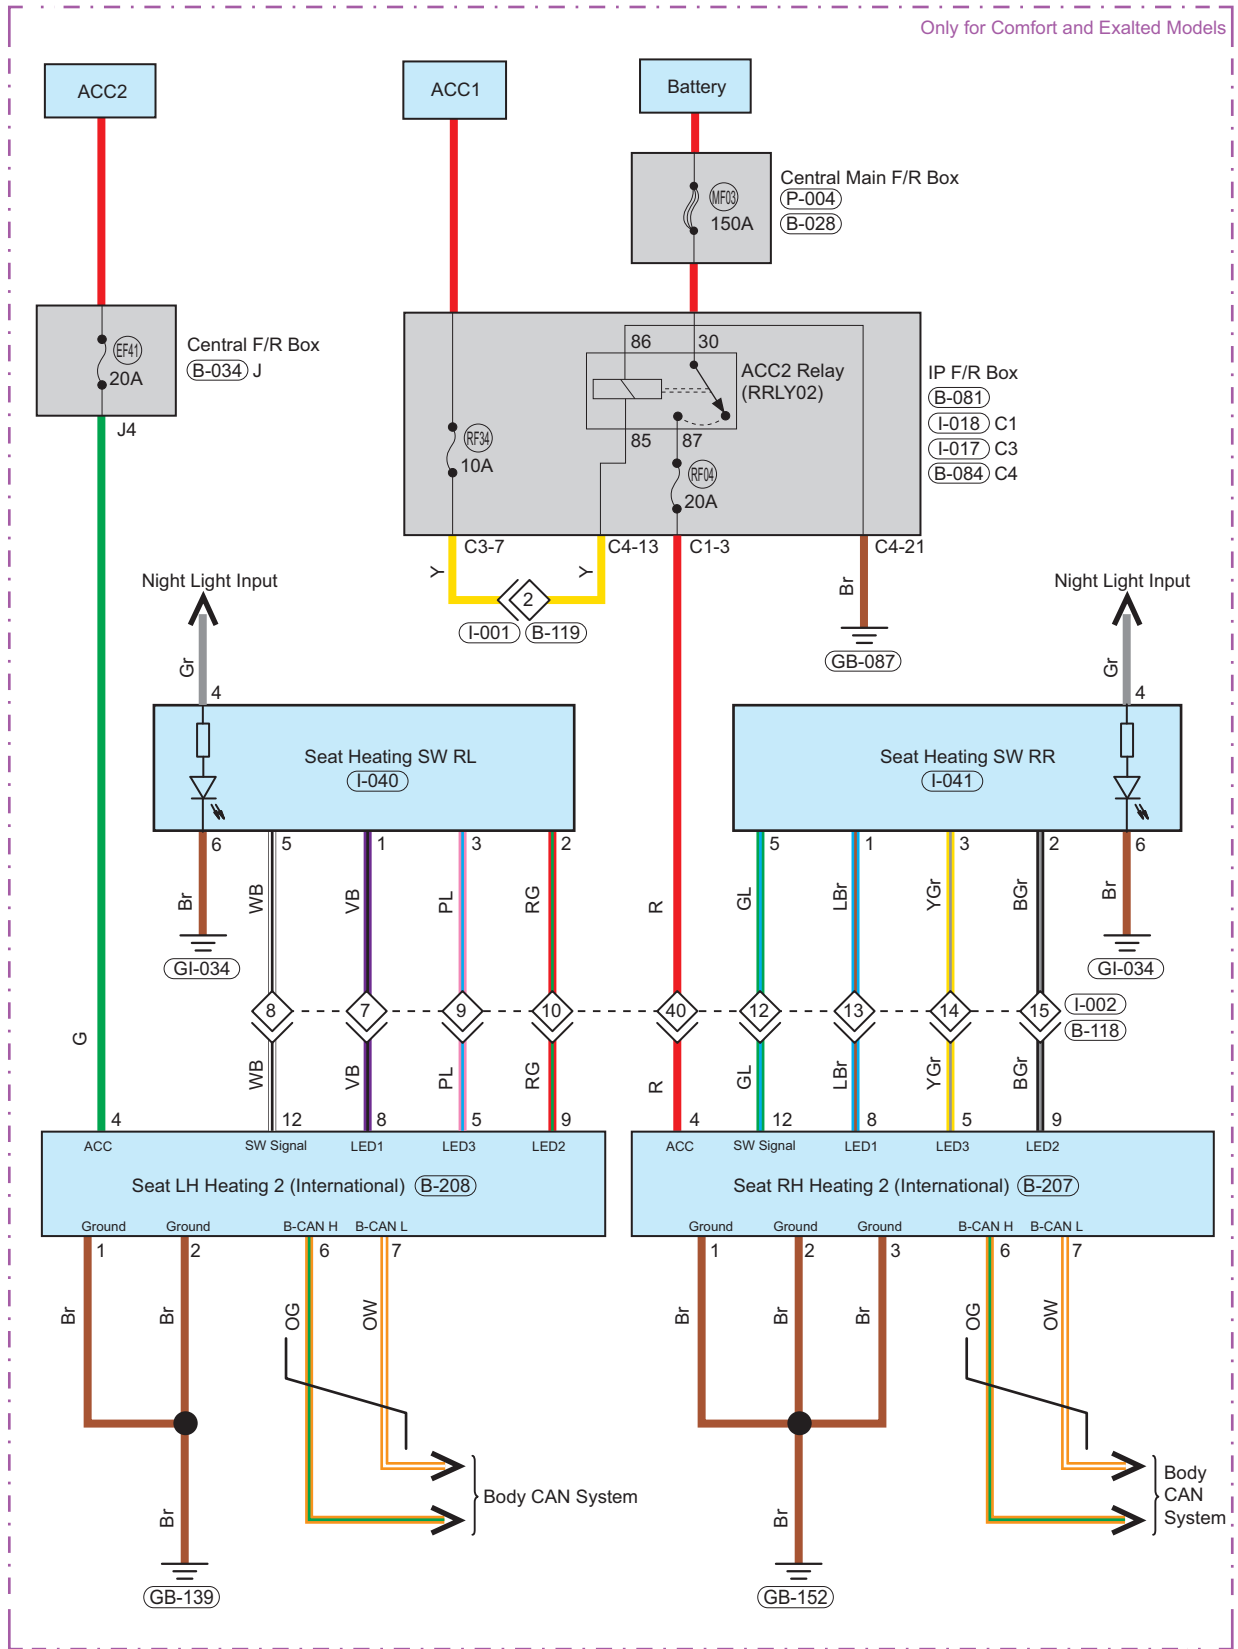 Only for Comfort and Exalted Models
ACC2
ACC1
Battery
MF03
150A
Central Main F/R Box
P-004
B-028
EF41
20A
Central F/R Box
B-034 J
J4
86
30
ACC2 Relay
(RRLY02)
85
87
RF34
10A
RF04
20A
IP F/R Box
B-081
I-018 C1
I-017 C3
B-084 C4
C3-7
C4-13
C1-3
C4-21
Y
Y
Br
2
I-001
B-119
GB-087
Night Light Input
Night Light Input
Gr
4
Gr
4
Seat Heating SW RL
I-040
Seat Heating SW RR
I-041
6
5
1
3
2
5
1
3
2
6
Br
WB
VB
PL
RG
R
GL
LBr
YGr
BGr
Br
GI-034
GI-034
8
7
9
10
40
12
13
14
15
I-002
B-118
G
WB
VB
PL
RG
R
GL
LBr
YGr
BGr
4
12
8
5
9
4
12
8
5
9
ACC
SW Signal
LED1
LED3
LED2
ACC
SW Signal
LED1
LED3
LED2
Seat LH Heating 2 (International) B-208
Seat RH Heating 2 (International) B-207
Ground
Ground
B-CAN H
B-CAN L
Ground
Ground
Ground
B-CAN H
B-CAN L
1
2
6
7
1
2
3
6
7
Br
Br
OG
OW
Br
Br
Br
OG
OW
Body CAN System
Body
CAN
System
Br
Br
GB-139
GB-152